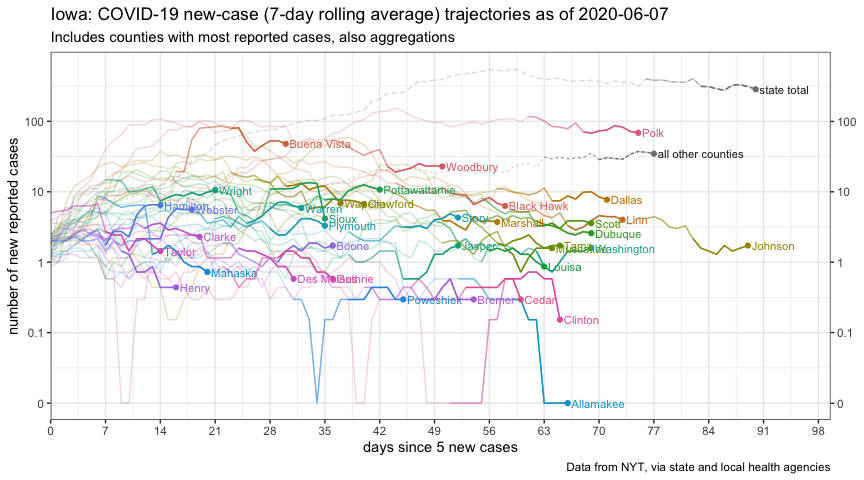 Iowa: COVID-19 new-case (7-day rolling average) trajectories as of 2020-06-07
Includes counties with most reported cases, also aggregations
number of new reported cases
state total
100
Polk
100
Buena Vista
all other counties
Woodbury
10
Wright
Pottawattamie
10
Dallas
Hamilton
Webster
Warren
Crawford
Black Hawk
Sioux
Story
Linn
Plymouth
Marshall
Scott
Clarke
Dubuque
Boone
Jasper
Tama
Washington
Johnson
Taylor
1
Louisa
1
Mahaska
Des Moines
Guthrie
Henry
Poweshiek
Bremer
Cedar
Clinton
0.1
0.1
0
Allamakee
0
0 7 14 21 28 35 42 49 56 63 70 77 84 91 98
days since 5 new cases
Data from NYT, via state and local health agencies